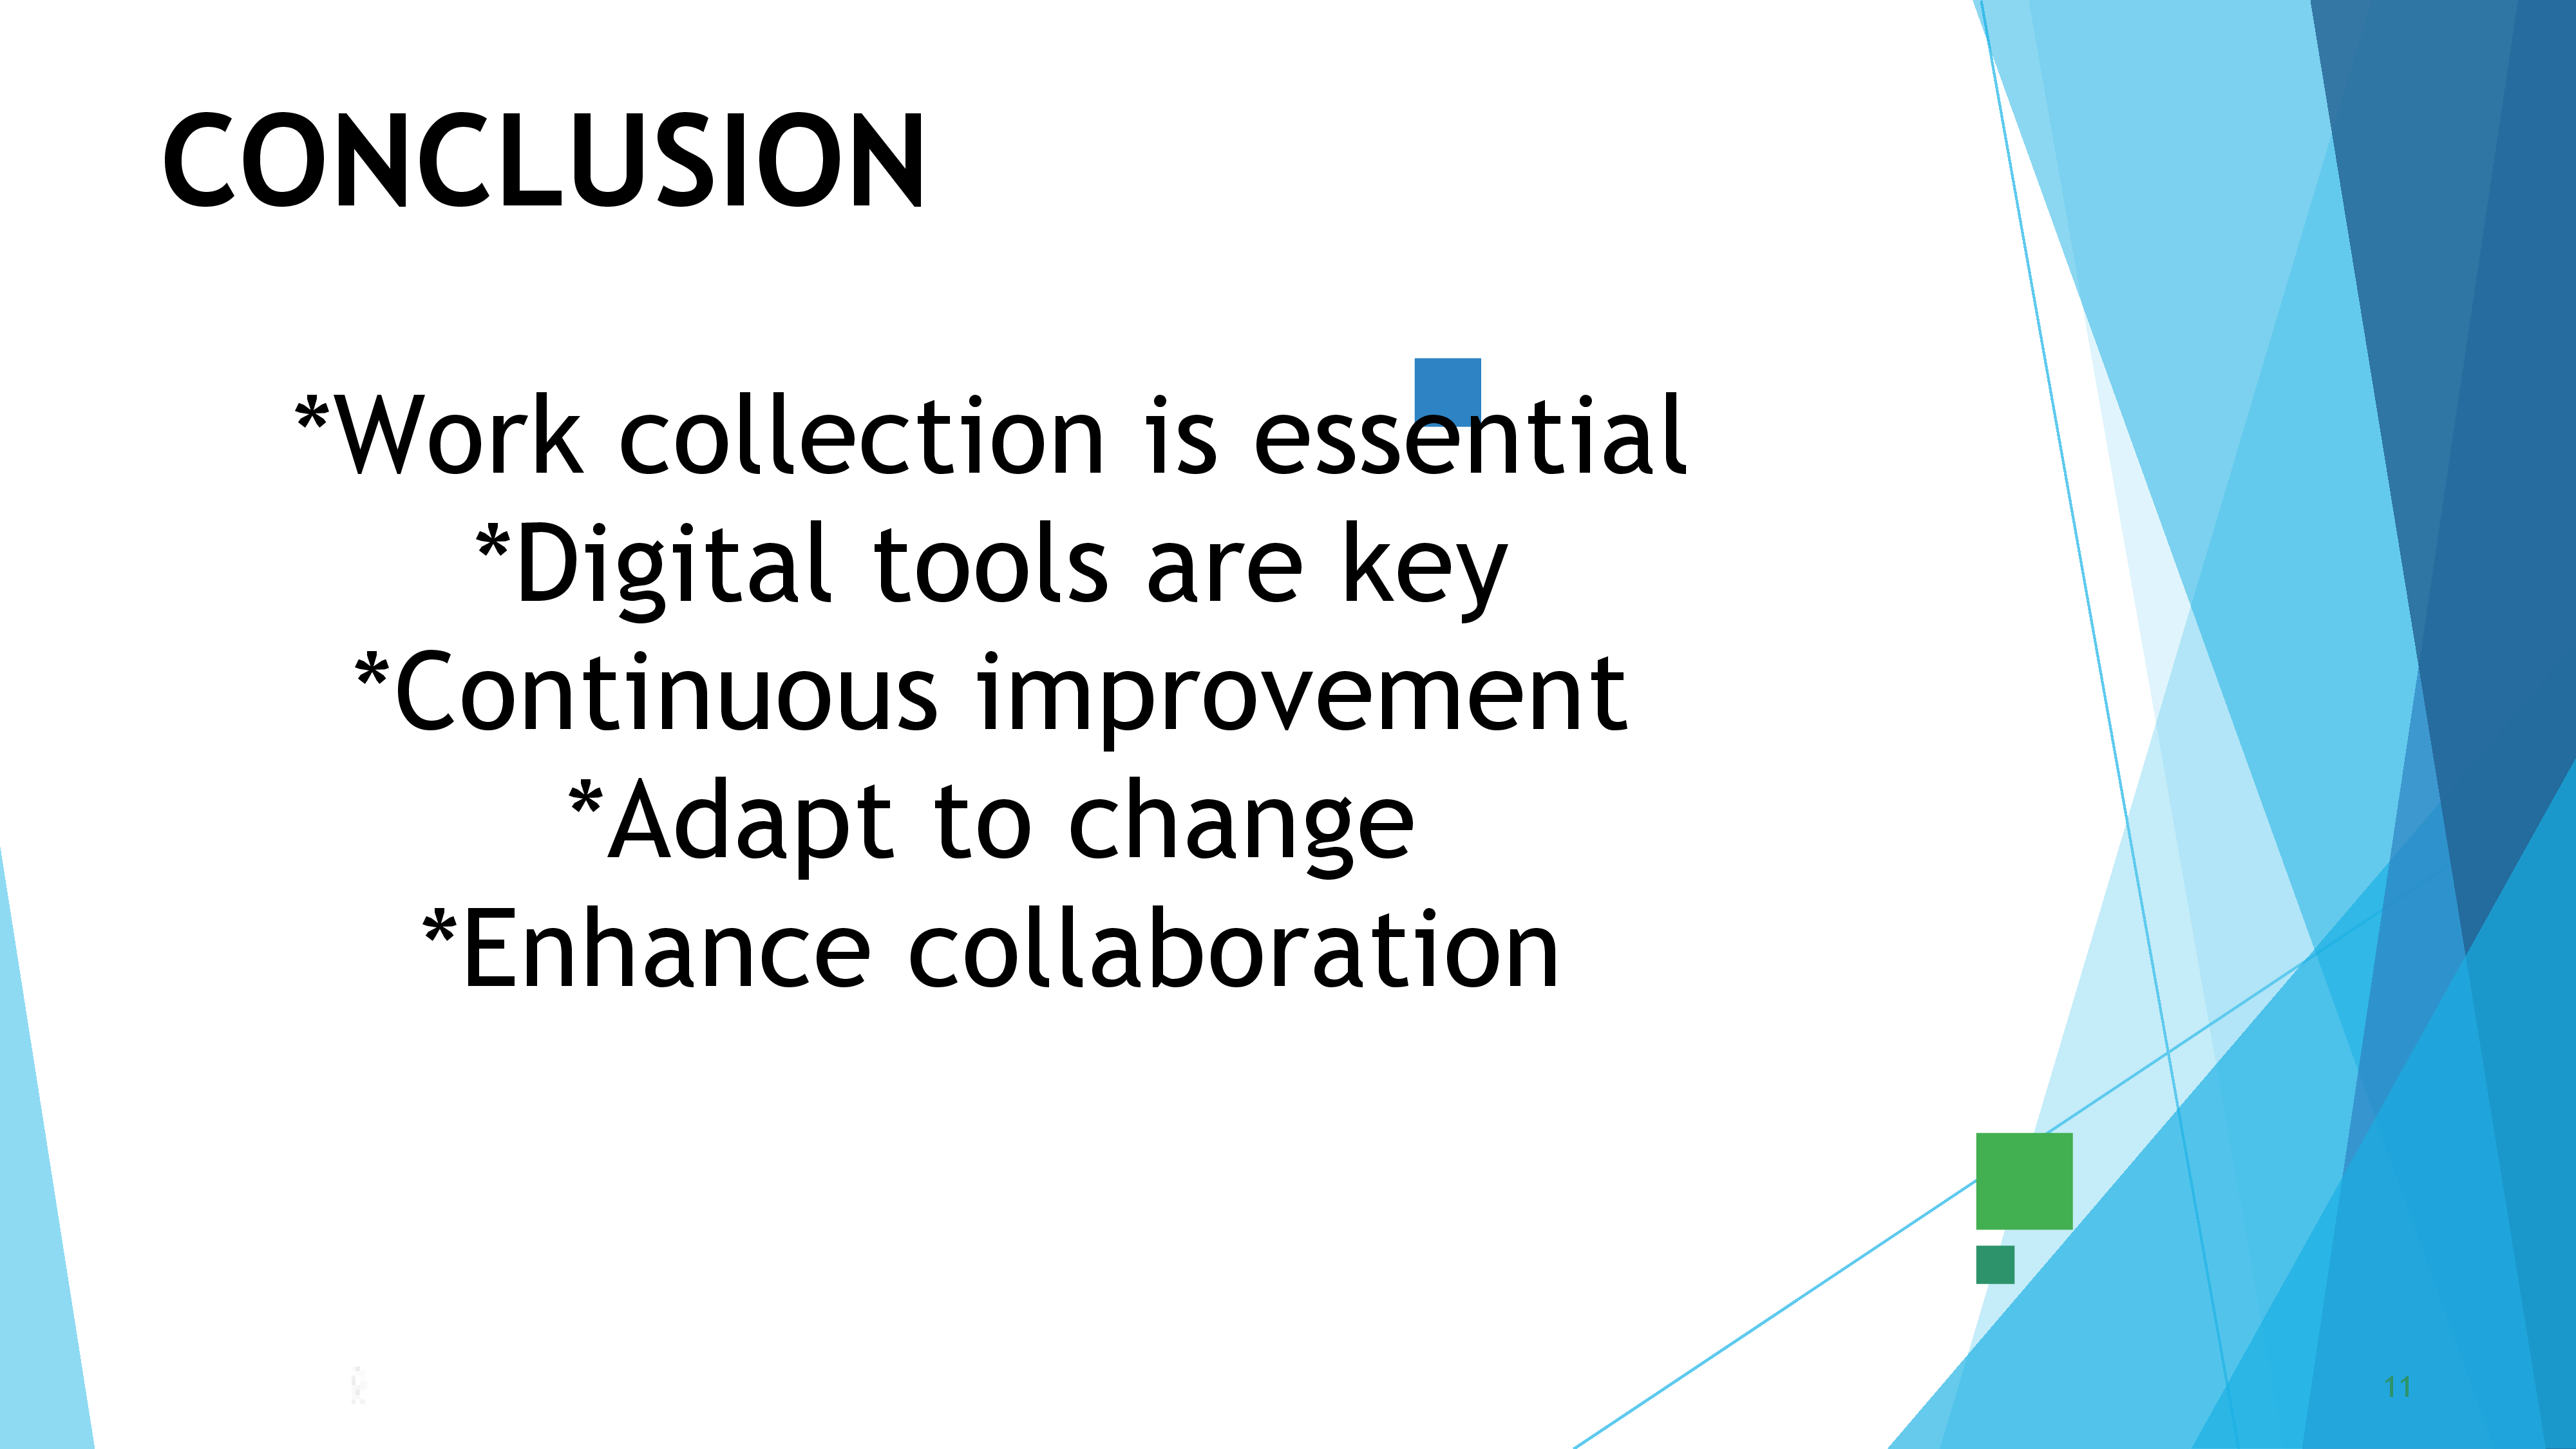 CONCLUSION
*Work collection is essential
*Digital tools are key
*Continuous improvement
*Adapt to change
*Enhance collaboration
11